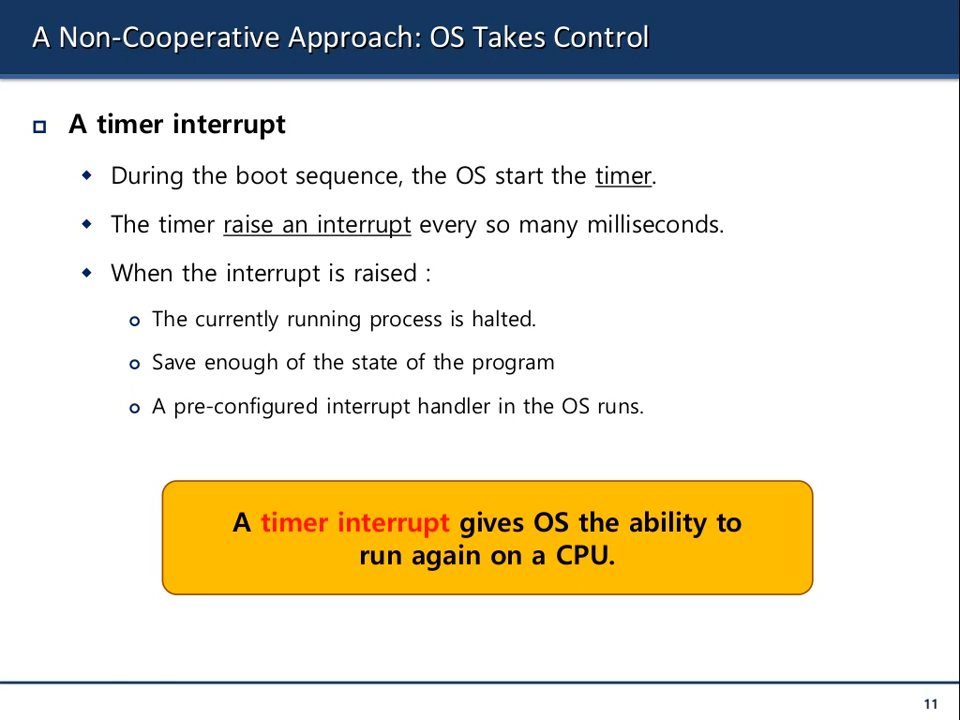 A Non-Cooperative Approach: OS Takes Control
A timer interrupt
During the boot sequence, the OS start the timer.
The timer raise an interrupt every so many milliseconds.
When the interrupt is raised :
The currently running process is halted.
Save enough of the state of the program
A pre-configured interrupt handler in the OS runs.
A timer interrupt gives OS the ability to
run again on a CPU.
11